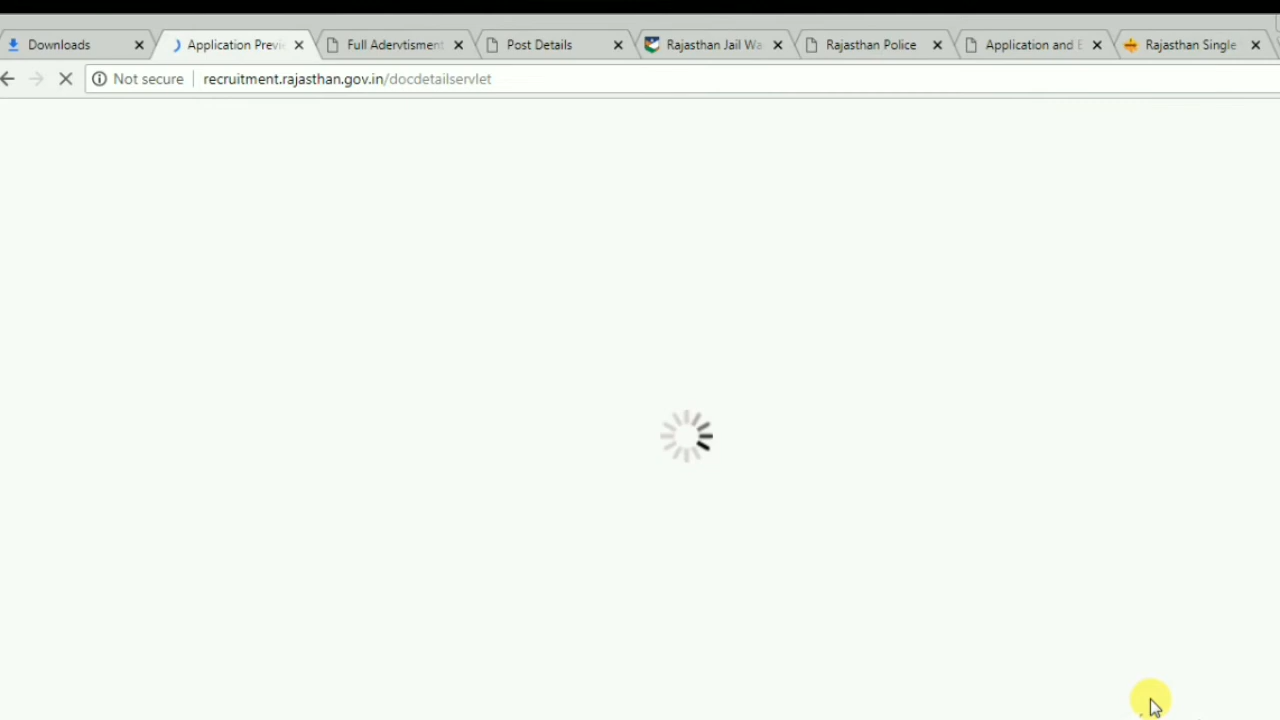 Downloads
Application Previ
Full Adervtisment
Post Details
Rajasthan Jail Wa
Rajasthan Police
Application and E
Rajasthan Single
Not secure
recruitment.rajasthan.gov.in/docdetailservlet